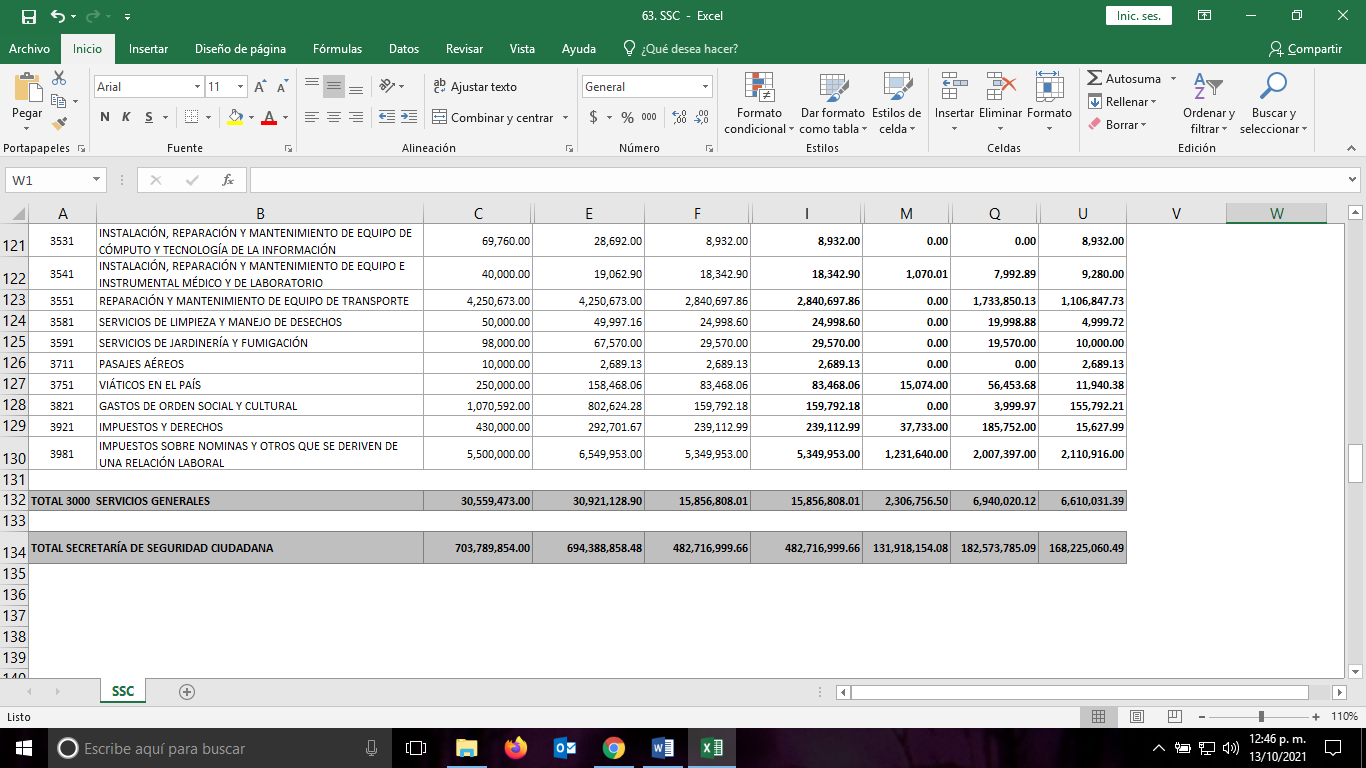 63. SSC - Excel
Inic. ses.
Archivo Inicio Insertar Diseño de página Fórmulas Datos Revisar Vista Ayuda ¿Qué desea hacer? Compartir
Pegar
Arial 11
N K S
Ajustar texto
Combinar y centrar
General
$ % 000
Formato condicional
Dar formato como tabla
Estilos de celda
Insertar Eliminar Formato
Autosuma
Rellenar
Borrar
Ordenar y filtrar
Buscar y seleccionar
Portapapeles Fuente Alineación Número Estilos Celdas Edición
W1 fx
A B C E F I M Q U V W
121 3531 INSTALACIÓN, REPARACIÓN Y MANTENIMIENTO DE EQUIPO DE CÓMPUTO Y TECNOLOGÍA DE LA INFORMACIÓN 69,760.00 28,692.00 8,932.00 8,932.00 0.00 0.00 8,932.00
122 3541 INSTALACIÓN, REPARACIÓN Y MANTENIMIENTO DE EQUIPO E INSTRUMENTAL MÉDICO Y DE LABORATORIO 40,000.00 19,062.90 18,342.90 18,342.90 1,070.01 7,992.89 9,280.00
123 3551 REPARACIÓN Y MANTENIMIENTO DE EQUIPO DE TRANSPORTE 4,250,673.00 4,250,673.00 2,840,697.86 2,840,697.86 0.00 1,733,850.13 1,106,847.73
124 3581 SERVICIOS DE LIMPIEZA Y MANEJO DE DESECHOS 50,000.00 49,997.16 24,998.60 24,998.60 0.00 19,998.88 4,999.72
125 3591 SERVICIOS DE JARDINERÍA Y FUMIGACIÓN 98,000.00 67,570.00 29,570.00 29,570.00 0.00 19,570.00 10,000.00
126 3711 PASAJES AÉREOS 10,000.00 2,689.13 2,689.13 2,689.13 0.00 0.00 2,689.13
127 3751 VIÁTICOS EN EL PAÍS 250,000.00 158,468.06 83,468.06 83,468.06 15,074.00 56,453.68 11,940.38
128 3821 GASTOS DE ORDEN SOCIAL Y CULTURAL 1,070,592.00 802,624.28 159,792.18 159,792.18 0.00 3,999.97 155,792.21
129 3921 IMPUESTOS Y DERECHOS 430,000.00 292,701.67 239,112.99 239,112.99 37,733.00 185,752.00 15,627.99
130 3981 IMPUESTOS SOBRE NOMINAS Y OTROS QUE SE DERIVEN DE UNA RELACIÓN LABORAL 5,500,000.00 6,549,953.00 5,349,953.00 5,349,953.00 1,231,640.00 2,007,397.00 2,110,916.00
131
132 TOTAL 3000 SERVICIOS GENERALES 30,559,473.00 30,921,128.90 15,856,808.01 15,856,808.01 2,306,756.50 6,940,020.12 6,610,031.39
133
134 TOTAL SECRETARÍA DE SEGURIDAD CIUDADANA 703,789,854.00 694,388,858.48 482,716,999.66 482,716,999.66 131,918,154.08 182,573,785.09 168,225,060.49
135
136
137
138
139
140
SSC
Listo
110%
Escribe aquí para buscar
12:46 p. m.
13/10/2021